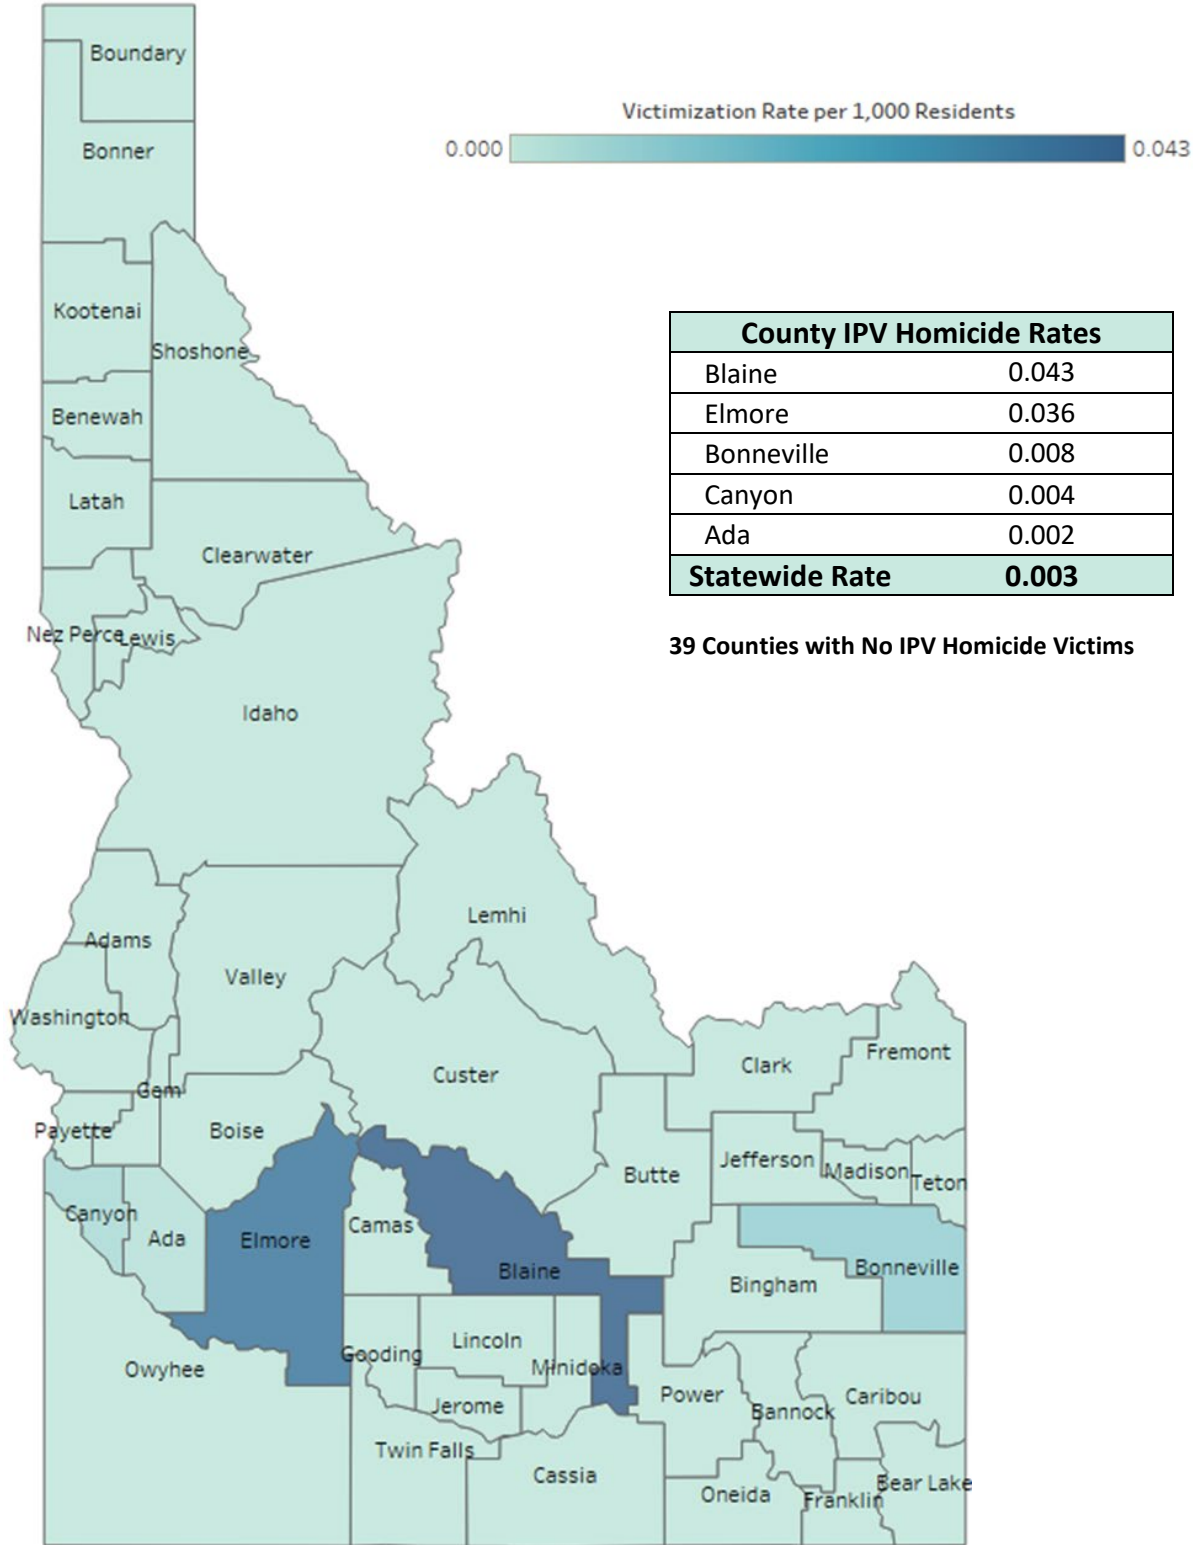 Boundary
Victimization Rate per 1,000 Residents
0.000
0.043
Bonner
Kootenai
Shoshone
County IPV Homicide Rates
Blaine 0.043
Elmore 0.036
Bonneville 0.008
Canyon 0.004
Ada 0.002
Statewide Rate 0.003
39 Counties with No IPV Homicide Victims
Benewah
Latah
Clearwater
Nez Perce
Lewis
Idaho
Lemhi
Adams
Valley
Washington
Custer
Clark
Fremont
Gem
Payette
Boise
Butte
Jefferson
Madison
Teton
Canyon
Ada
Elmore
Camas
Blaine
Bonneville
Bingham
Owyhee
Gooding
Lincoln
Minidoka
Jerome
Power
Bannock
Caribou
Twin Falls
Cassia
Oneida
Franklin
Bear Lake